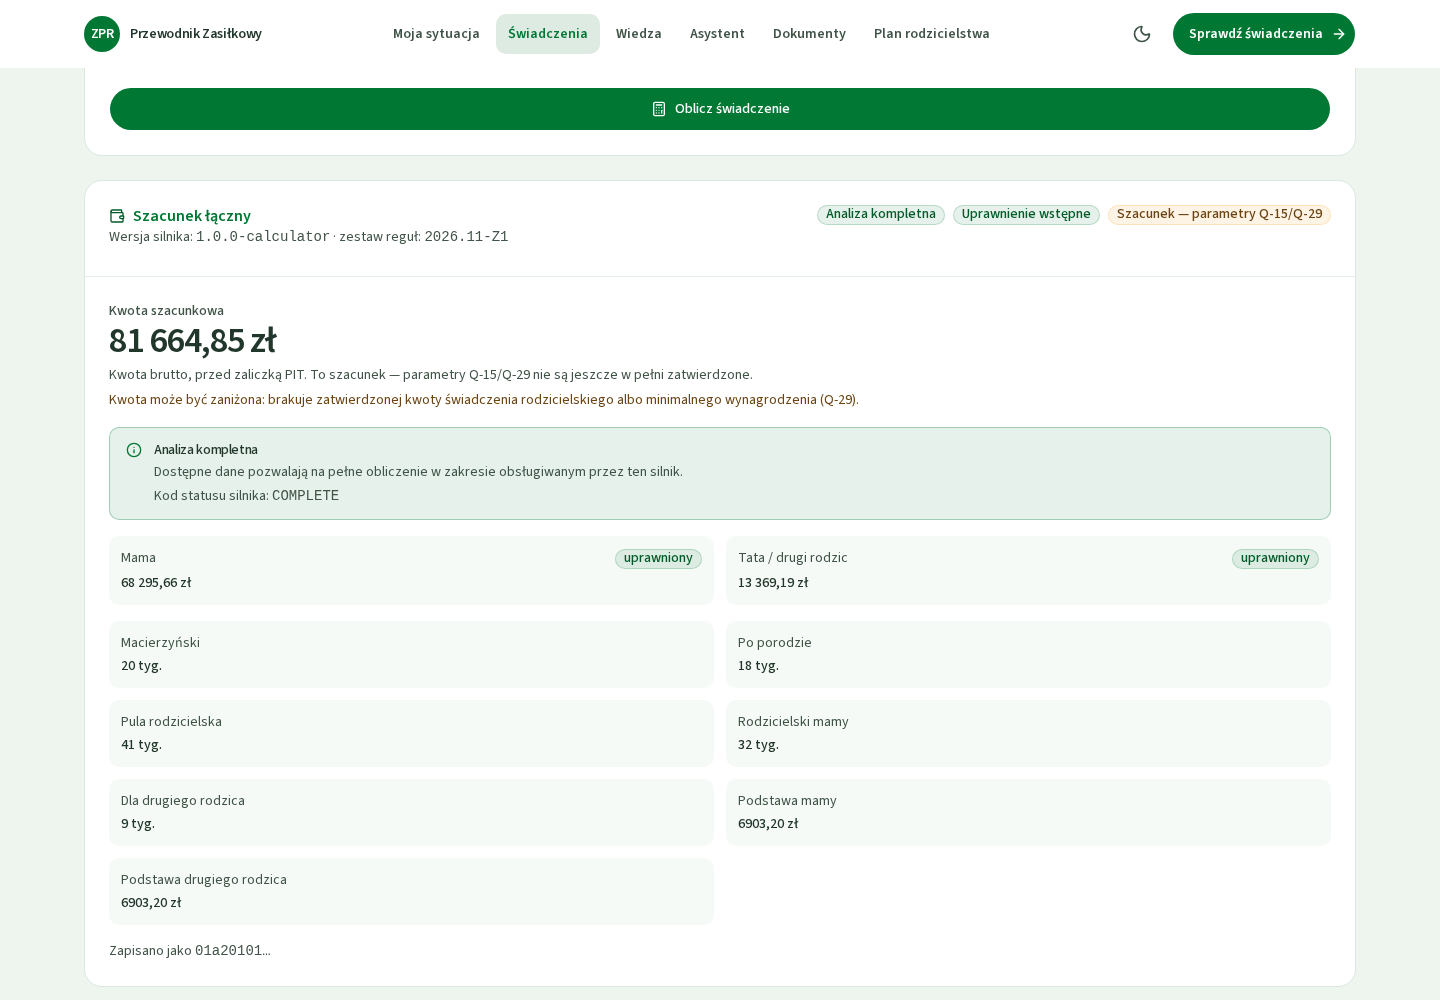 ZPR Przewodnik Zasiłkowy Moja sytuacja Świadczenia Wiedza Asystent Dokumenty Plan rodzicielstwa Sprawdź świadczenia
Oblicz świadczenie
Szacunek łączny Analiza kompletna Uprawnienie wstępne Szacunek — parametry Q-15/Q-29
Wersja silnika: 1.0.0-calculator · zestaw reguł: 2026.11-Z1
Kwota szacunkowa
81 664,85 zł
Kwota brutto, przed zaliczką PIT. To szacunek — parametry Q-15/Q-29 nie są jeszcze w pełni zatwierdzone.
Kwota może być zaniżona: brakuje zatwierdzonej kwoty świadczenia rodzicielskiego albo minimalnego wynagrodzenia (Q-29).
Analiza kompletna
Dostępne dane pozwalają na pełne obliczenie w zakresie obsługiwanym przez ten silnik.
Kod statusu silnika: COMPLETE
Mama uprawniony
68 295,66 zł
Tata / drugi rodzic uprawniony
13 369,19 zł
Macierzyński
20 tyg.
Po porodzie
18 tyg.
Pula rodzicielska
41 tyg.
Rodzicielski mamy
32 tyg.
Dla drugiego rodzica
9 tyg.
Podstawa mamy
6903,20 zł
Podstawa drugiego rodzica
6903,20 zł
Zapisano jako 01a20101…